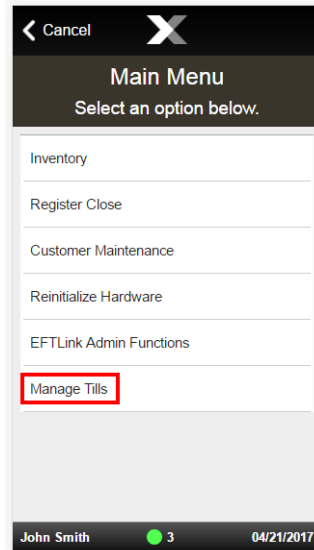 Cancel
Main Menu
Select an option below.
Inventory
Register Close
Customer Maintenance
Reinitialize Hardware
EFTLink Admin Functions
Manage Tills
John Smith 3 04/21/2017